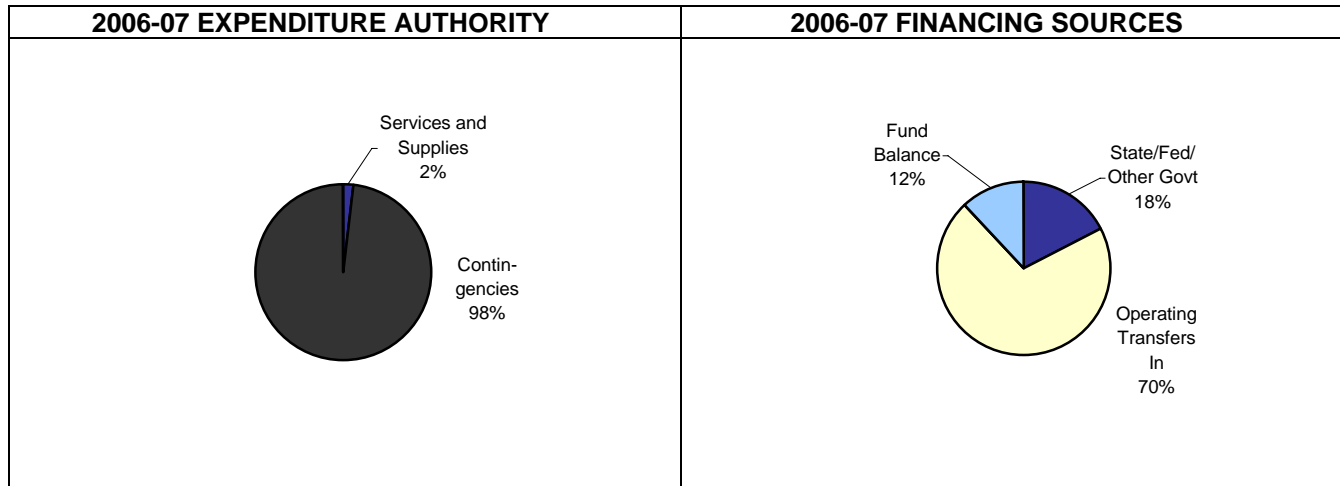 2006-07 EXPENDITURE AUTHORITY
Services and
Supplies
2%
Contin-
gencies
98%
2006-07 FINANCING SOURCES
Fund
Balance
12%
State/Fed/
Other Govt
18%
Operating
Transfers
In
70%